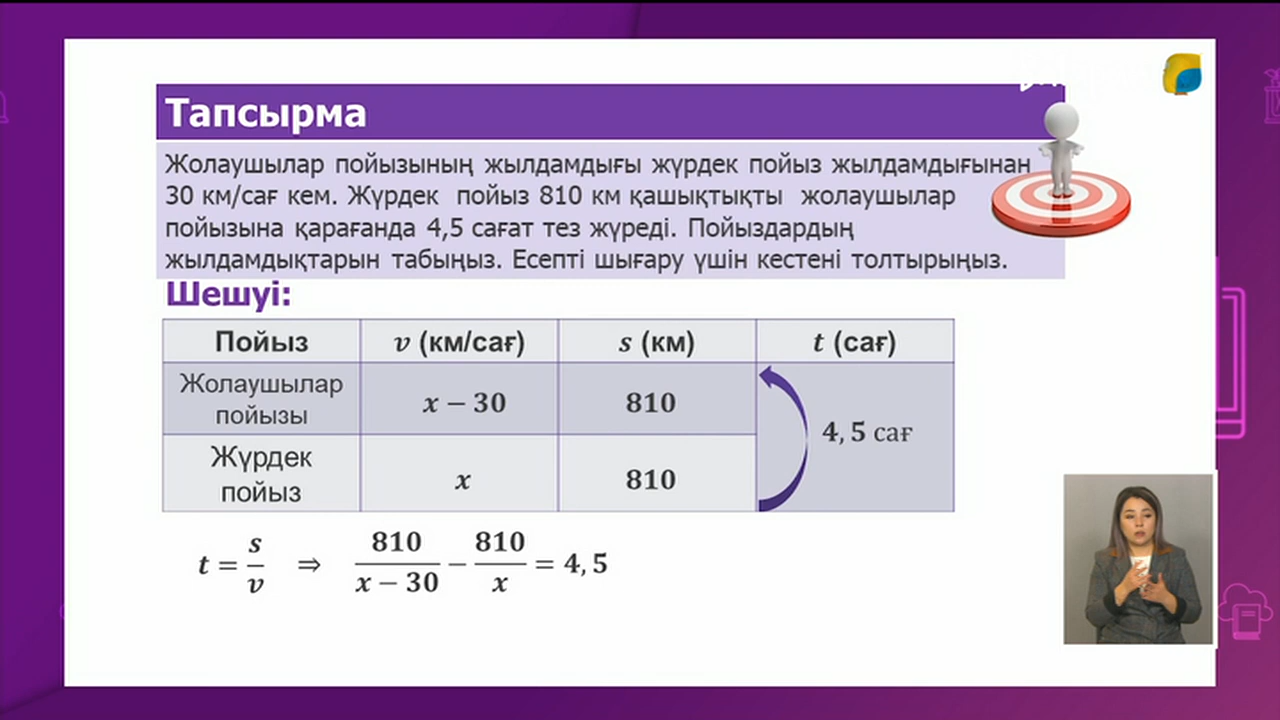 Тапсырма
Жолаушылар пойызының жылдамдығы жүрдек пойыз жылдамдығынан
30 км/сағ кем. Жүрдек пойыз 810 км қашықтықты жолаушылар
пойызына қарағанда 4,5 сағат тез жүреді. Пойыздардың
жылдамдықтарын табыңыз. Есепті шығару үшін кестені толтырыңыз.
Шешуі:
Пойыз v (км/сағ) s (км) t (сағ)
Жолаушылар
пойызы x − 30 810
4,5 сағ
Жүрдек
пойыз x 810
t = s/v ⇒ 810/(x − 30) − 810/x = 4,5